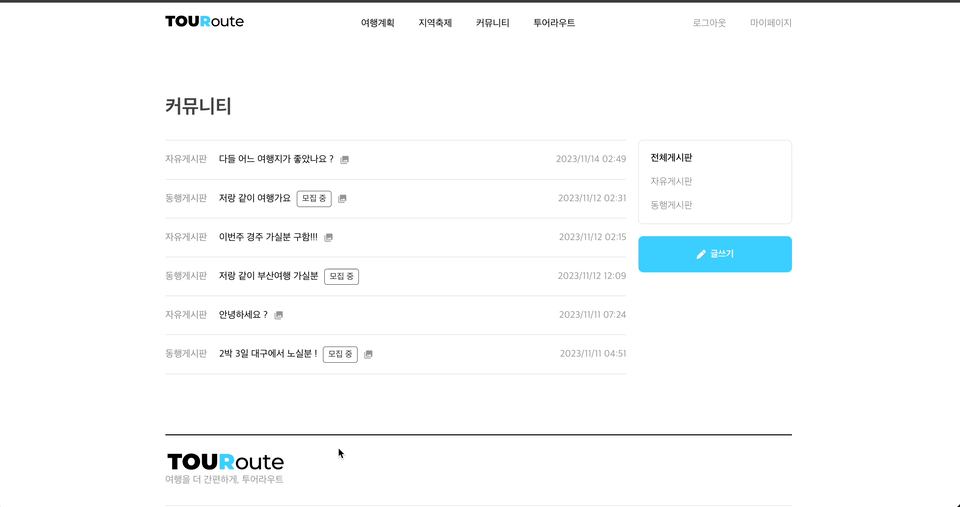 TOURoute 여행계획 지역축제 커뮤니티 투어라우트 로그아웃 마이페이지
커뮤니티
자유게시판 다들 어느 여행지가 좋았나요 ? 2023/11/14 02:49
동행게시판 저랑 같이 여행가요 모집 중 2023/11/12 02:31
자유게시판 이번주 경주 가실분 구함!!! 2023/11/12 02:15
동행게시판 저랑 같이 부산여행 가실분 모집 중 2023/11/12 12:09
자유게시판 안녕하세요 ? 2023/11/11 07:24
동행게시판 2박 3일 대구에서 노실분 ! 모집 중 2023/11/11 04:51
전체게시판
자유게시판
동행게시판
글쓰기
TOURoute
여행을 더 간편하게, 투어라우트